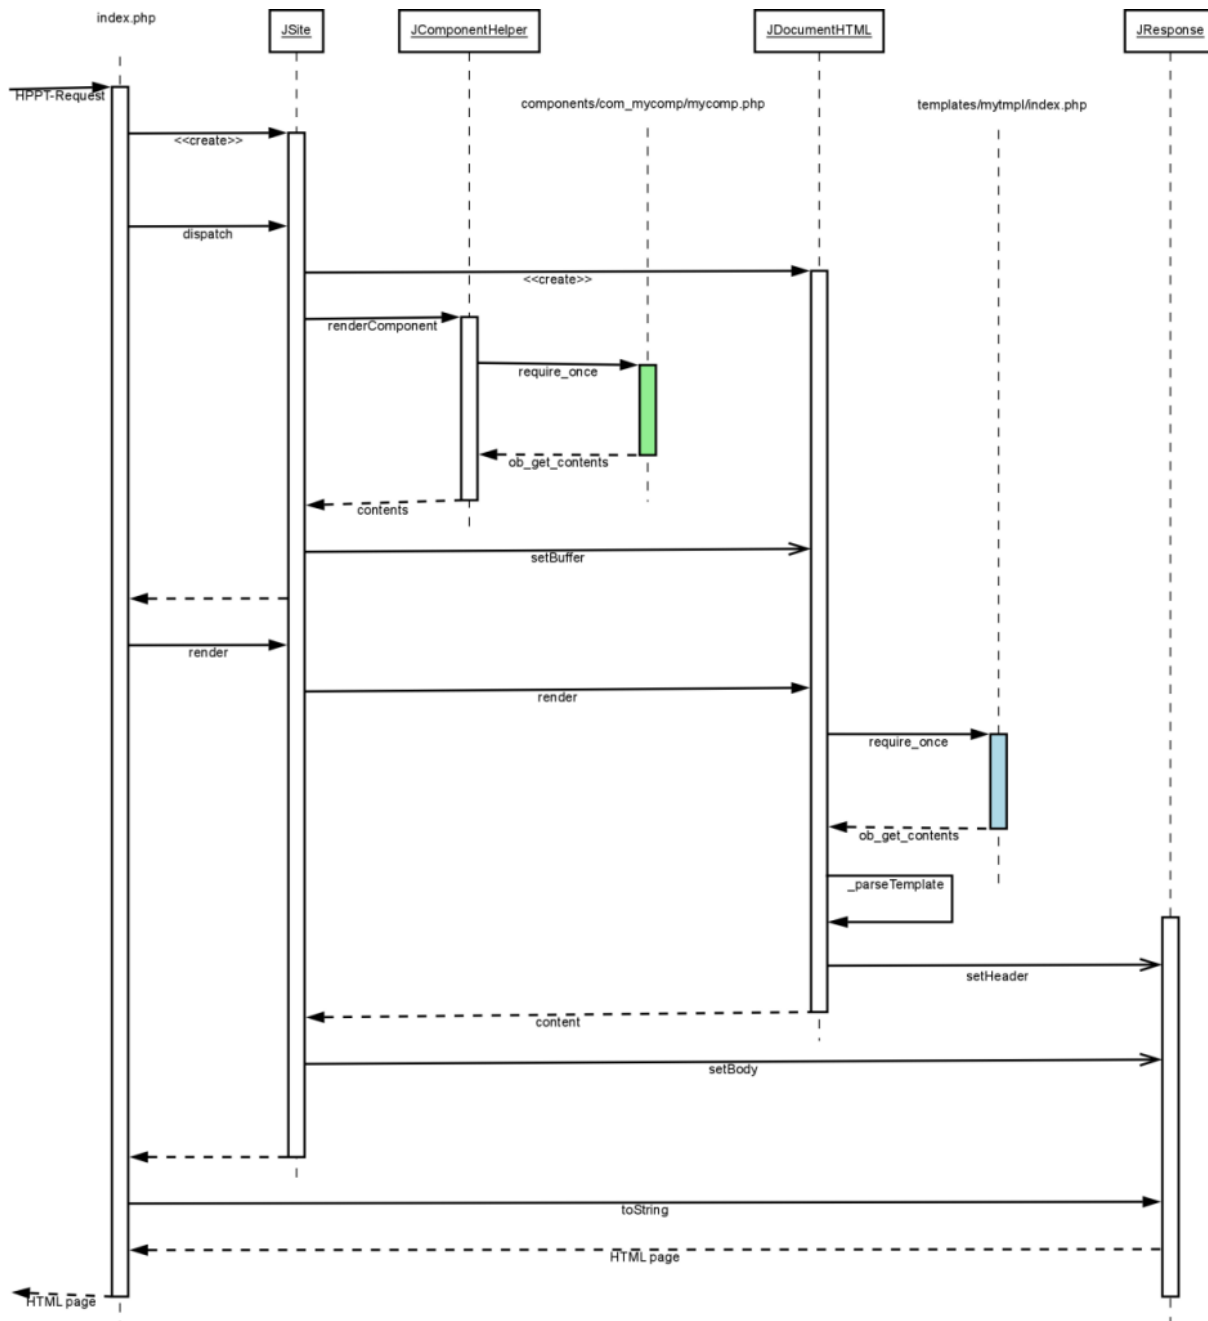 index.php
JSite
JComponentHelper
JDocumentHTML
JResponse
HPPT-Request
components/com_mycomp/mycomp.php
templates/mytmpl/index.php
<<create>>
dispatch
<<create>>
renderComponent
require_once
ob_get_contents
contents
setBuffer
render
render
require_once
ob_get_contents
_parseTemplate
setHeader
content
setBody
toString
HTML page
HTML page